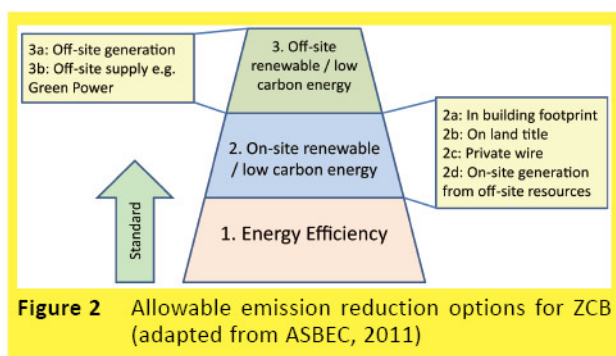 3a: Off-site generation
3b: Off-site supply e.g.
Green Power
3. Off-site
renewable / low
carbon energy
2a: In building footprint
2b: On land title
2c: Private wire
2d: On-site generation
from off-site resources
2. On-site renewable
/ low carbon energy
Standard
1. Energy Efficiency
Figure 2 Allowable emission reduction options for ZCB
(adapted from ASBEC, 2011)